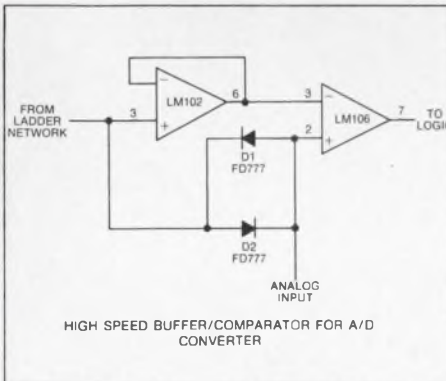 LM102
6
3
LM106
7
TO
LOGIC
FROM
LADDER
NETWORK
3
2
D1
FD777
D2
FD777
ANALOG
INPUT
HIGH SPEED BUFFER/COMPARATOR FOR A/D
CONVERTER